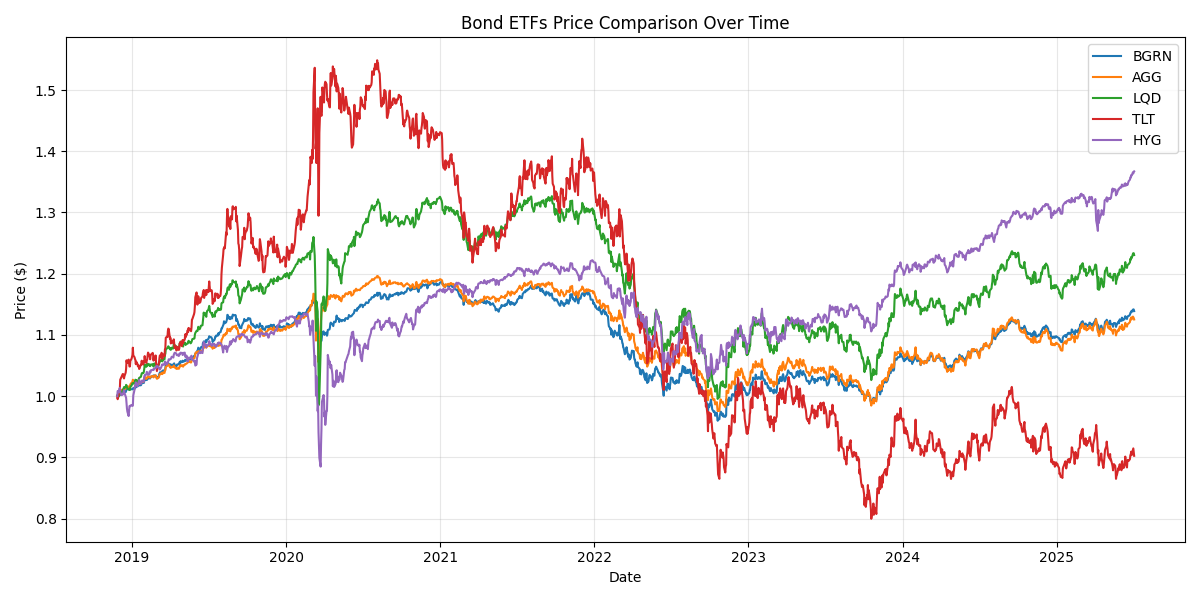 Bond ETFs Price Comparison Over Time
Price ($)
1.5
1.4
1.3
1.2
1.1
1.0
0.9
0.8
2019
2020
2021
2022
2023
2024
2025
Date
BGRN
AGG
LQD
TLT
HYG